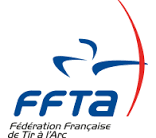 FFTA
Fédération Française
de Tir à l'Arc